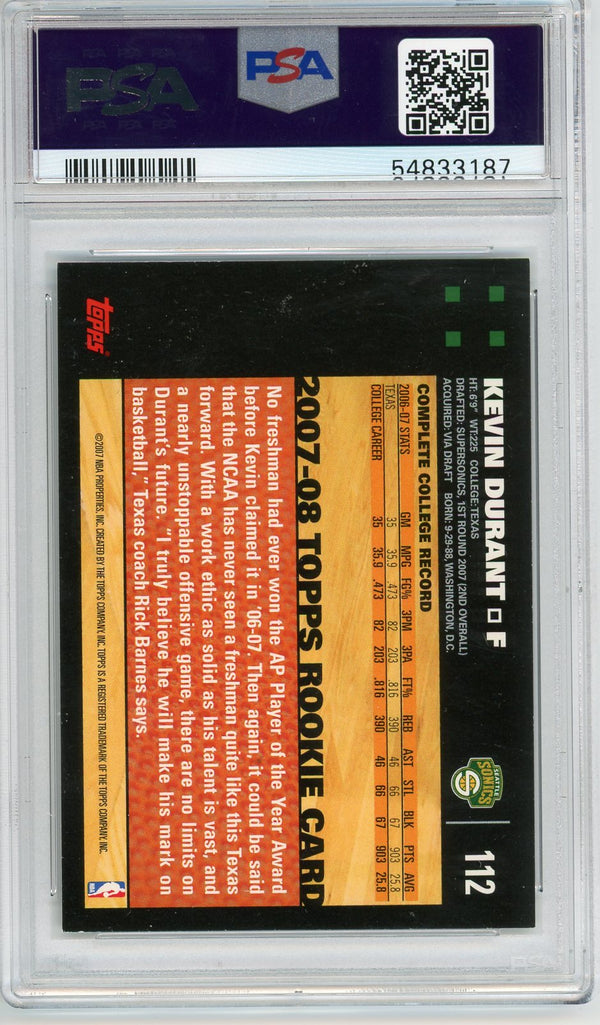 PSA
PSA
54833187
KEVIN DURANT F
HT: 6'9" WT: 225 COLLEGE: TEXAS
DRAFTED: SUPERSONICS, 1ST ROUND 2007 (2ND OVERALL)
ACQUIRED: VIA DRAFT BORN: 9-29-88, WASHINGTON, D.C.
SEATTLE SONICS
112
COMPLETE COLLEGE RECORD
2006-07 STATS GM MPG FG% 3PM 3PA FT% REB AST STL BLK PTS AVG
TEXAS 35 35.9 .473 82 203 .816 390 46 66 67 903 25.8
COLLEGE CAREER 35 35.9 .473 82 203 .816 390 46 66 67 903 25.8
2007-08 TOPPS ROOKIE CARD
No freshman had ever won the AP Player of the Year Award
before Kevin claimed it in '06-07. Then again, it could be said
that the NCAA has never seen a freshman quite like this Texas
forward. With a work ethic as solid as his talent is vast, and
a nearly unstoppable offensive game, there are no limits on
Durant's future. "I truly believe he will make his mark on
basketball," Texas coach Rick Barnes says.
©2007 NBA PROPERTIES, INC. CREATED BY THE TOPPS COMPANY, INC. TOPPS IS A REGISTERED TRADEMARK OF THE TOPPS COMPANY, INC.
topps
NBA
PSA